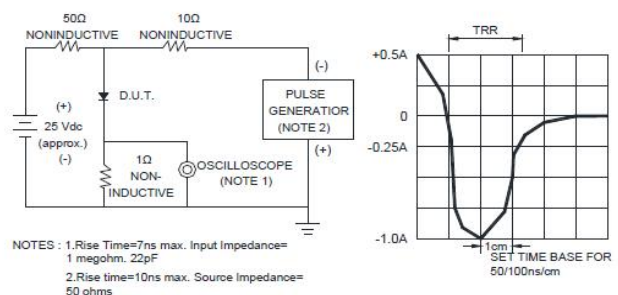 50Ω
NONINDUCTIVE
10Ω
NONINDUCTIVE
(+)
25 Vdc
(approx.)
(-)
D.U.T.
1Ω
NON-
INDUCTIVE
OSCILLOSCOPE
(NOTE 1)
(-)
PULSE
GENERATIOR
(NOTE 2)
(+)
NOTES : 1.Rise Time=7ns max. Input Impedance=
1 megohm. 22pF
2.Rise time=10ns max. Source Impedance=
50 ohms
TRR
+0.5A
0
-0.25A
-1.0A
1cm
SET TIME BASE FOR
50/100ns/cm